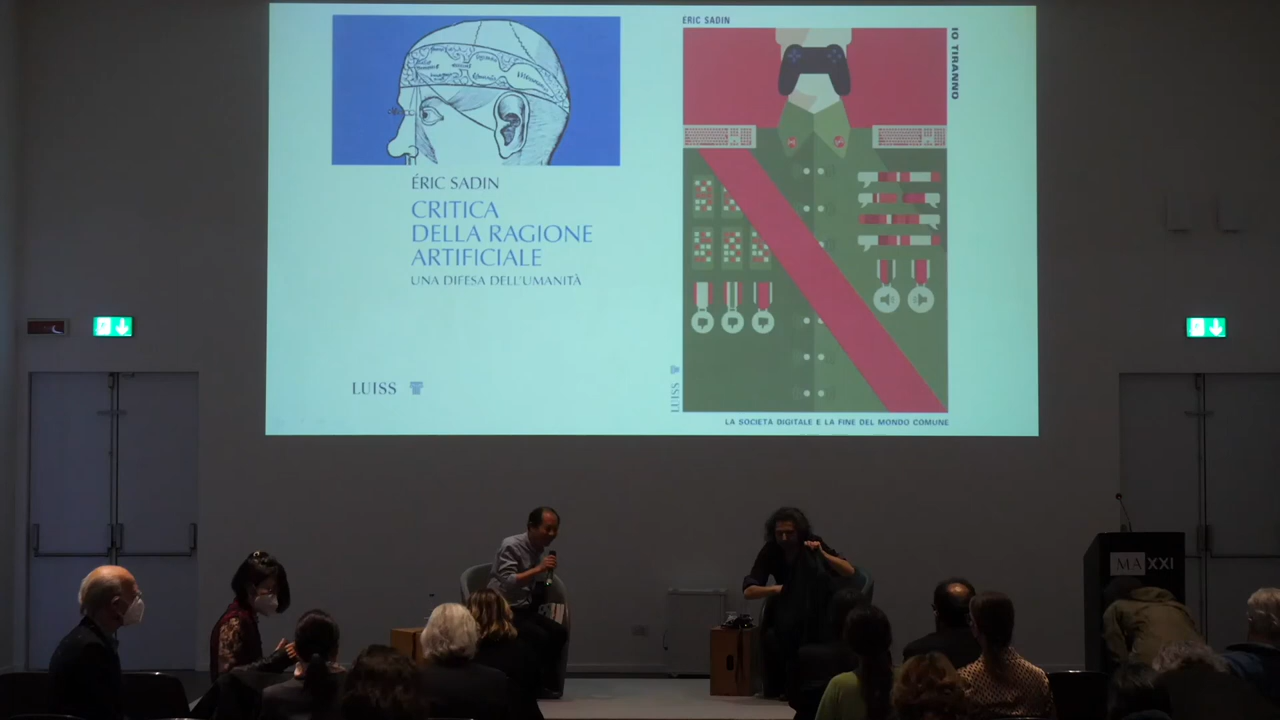 ÉRIC SADIN
CRITICA
DELLA RAGIONE
ARTIFICIALE
UNA DIFESA DELL'UMANITÀ
LUISS
ÉRIC SADIN
IO TIRANNO
LUISS
LA SOCIETÀ DIGITALE E LA FINE DEL MONDO COMUNE
MAXXI